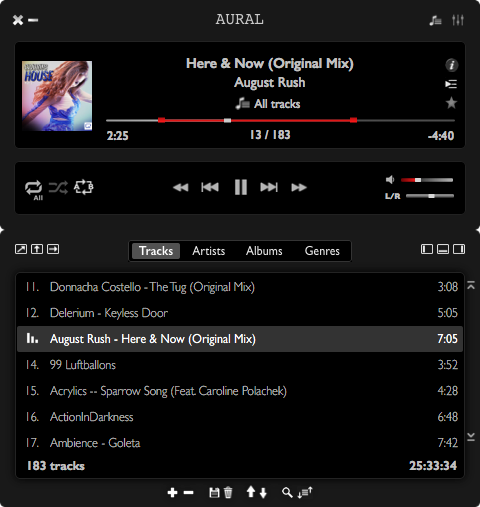 AURAL
HOUSE
Here & Now (Original Mix)
August Rush
All tracks
2:25 13 / 183 -4:40
All A B
L/R
Tracks Artists Albums Genres
11. Donnacha Costello - The Tug (Original Mix) 3:08
12. Delerium - Keyless Door 5:05
August Rush - Here & Now (Original Mix) 7:05
14. 99 Luftballons 3:52
15. Acrylics -- Sparrow Song (Feat. Caroline Polachek) 4:28
16. ActionInDarkness 6:48
17. Ambience - Goleta 7:42
183 tracks 25:33:34